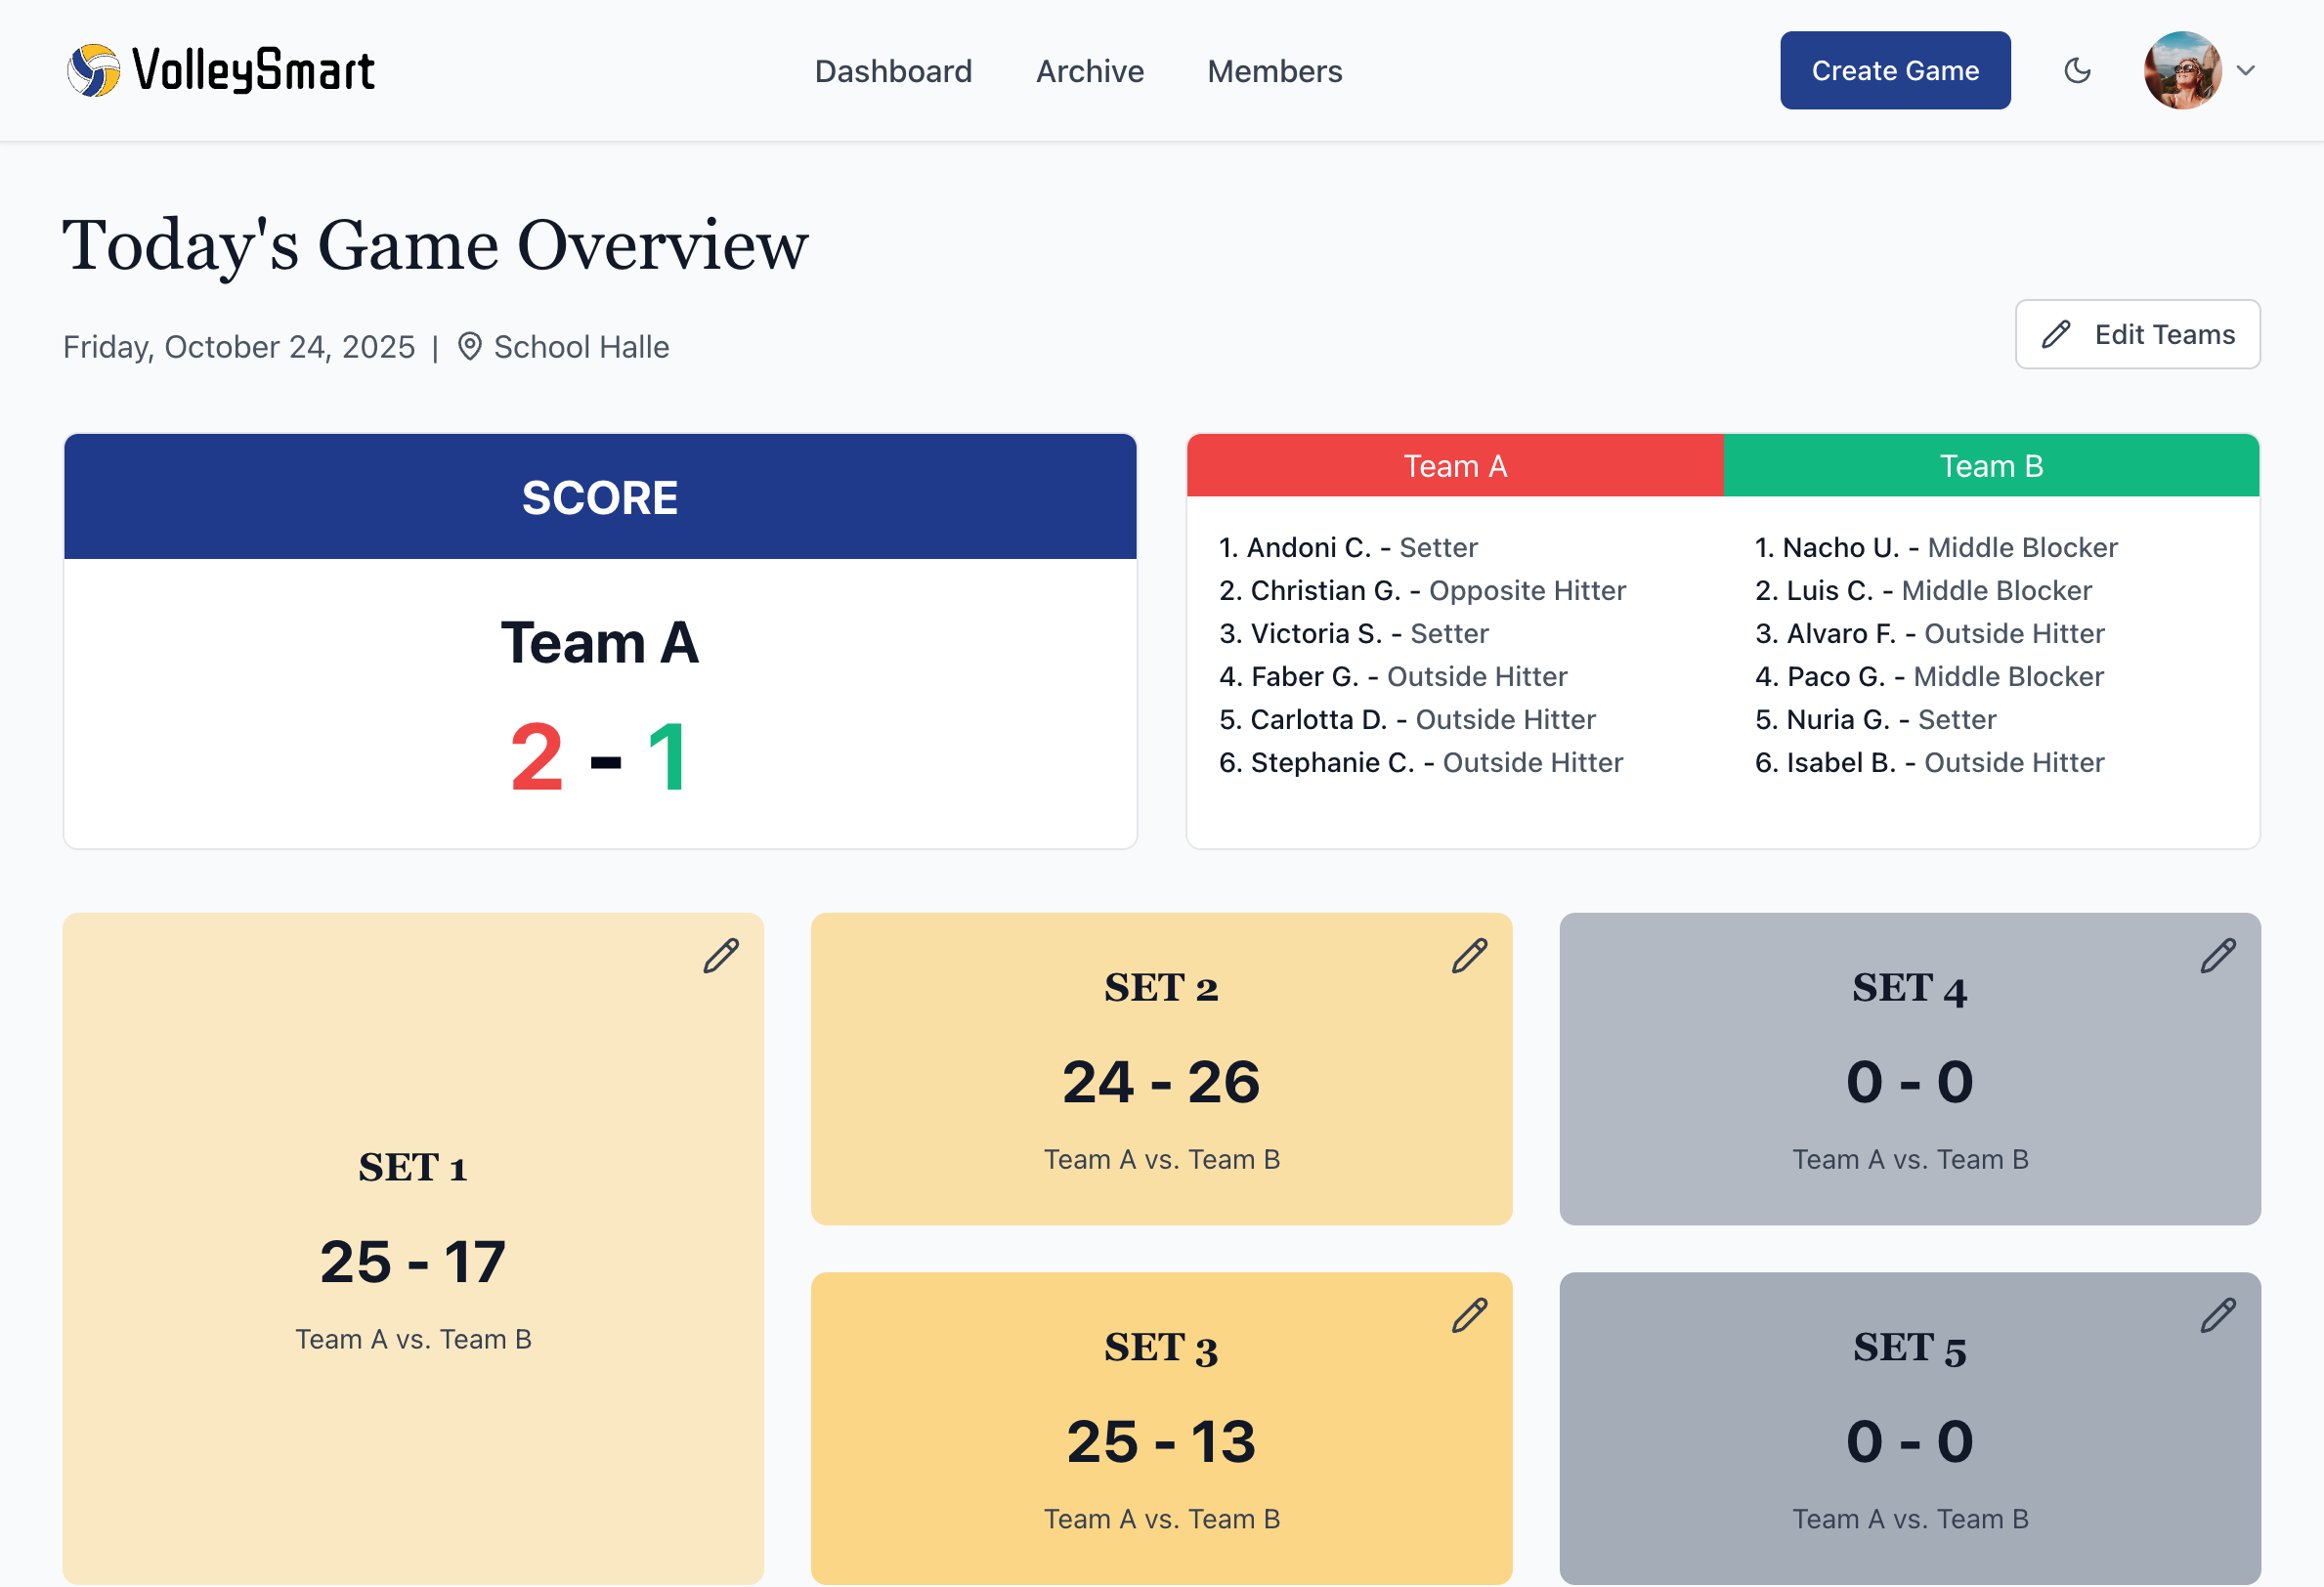 VolleySmart
Dashboard
Archive
Members
Create Game
Today's Game Overview
Friday, October 24, 2025 | School Halle
Edit Teams
SCORE
Team A
2 - 1
Team A
1. Andoni C. - Setter
2. Christian G. - Opposite Hitter
3. Victoria S. - Setter
4. Faber G. - Outside Hitter
5. Carlotta D. - Outside Hitter
6. Stephanie C. - Outside Hitter
Team B
1. Nacho U. - Middle Blocker
2. Luis C. - Middle Blocker
3. Alvaro F. - Outside Hitter
4. Paco G. - Middle Blocker
5. Nuria G. - Setter
6. Isabel B. - Outside Hitter
SET 1
25 - 17
Team A vs. Team B
SET 2
24 - 26
Team A vs. Team B
SET 3
25 - 13
Team A vs. Team B
SET 4
0 - 0
Team A vs. Team B
SET 5
0 - 0
Team A vs. Team B